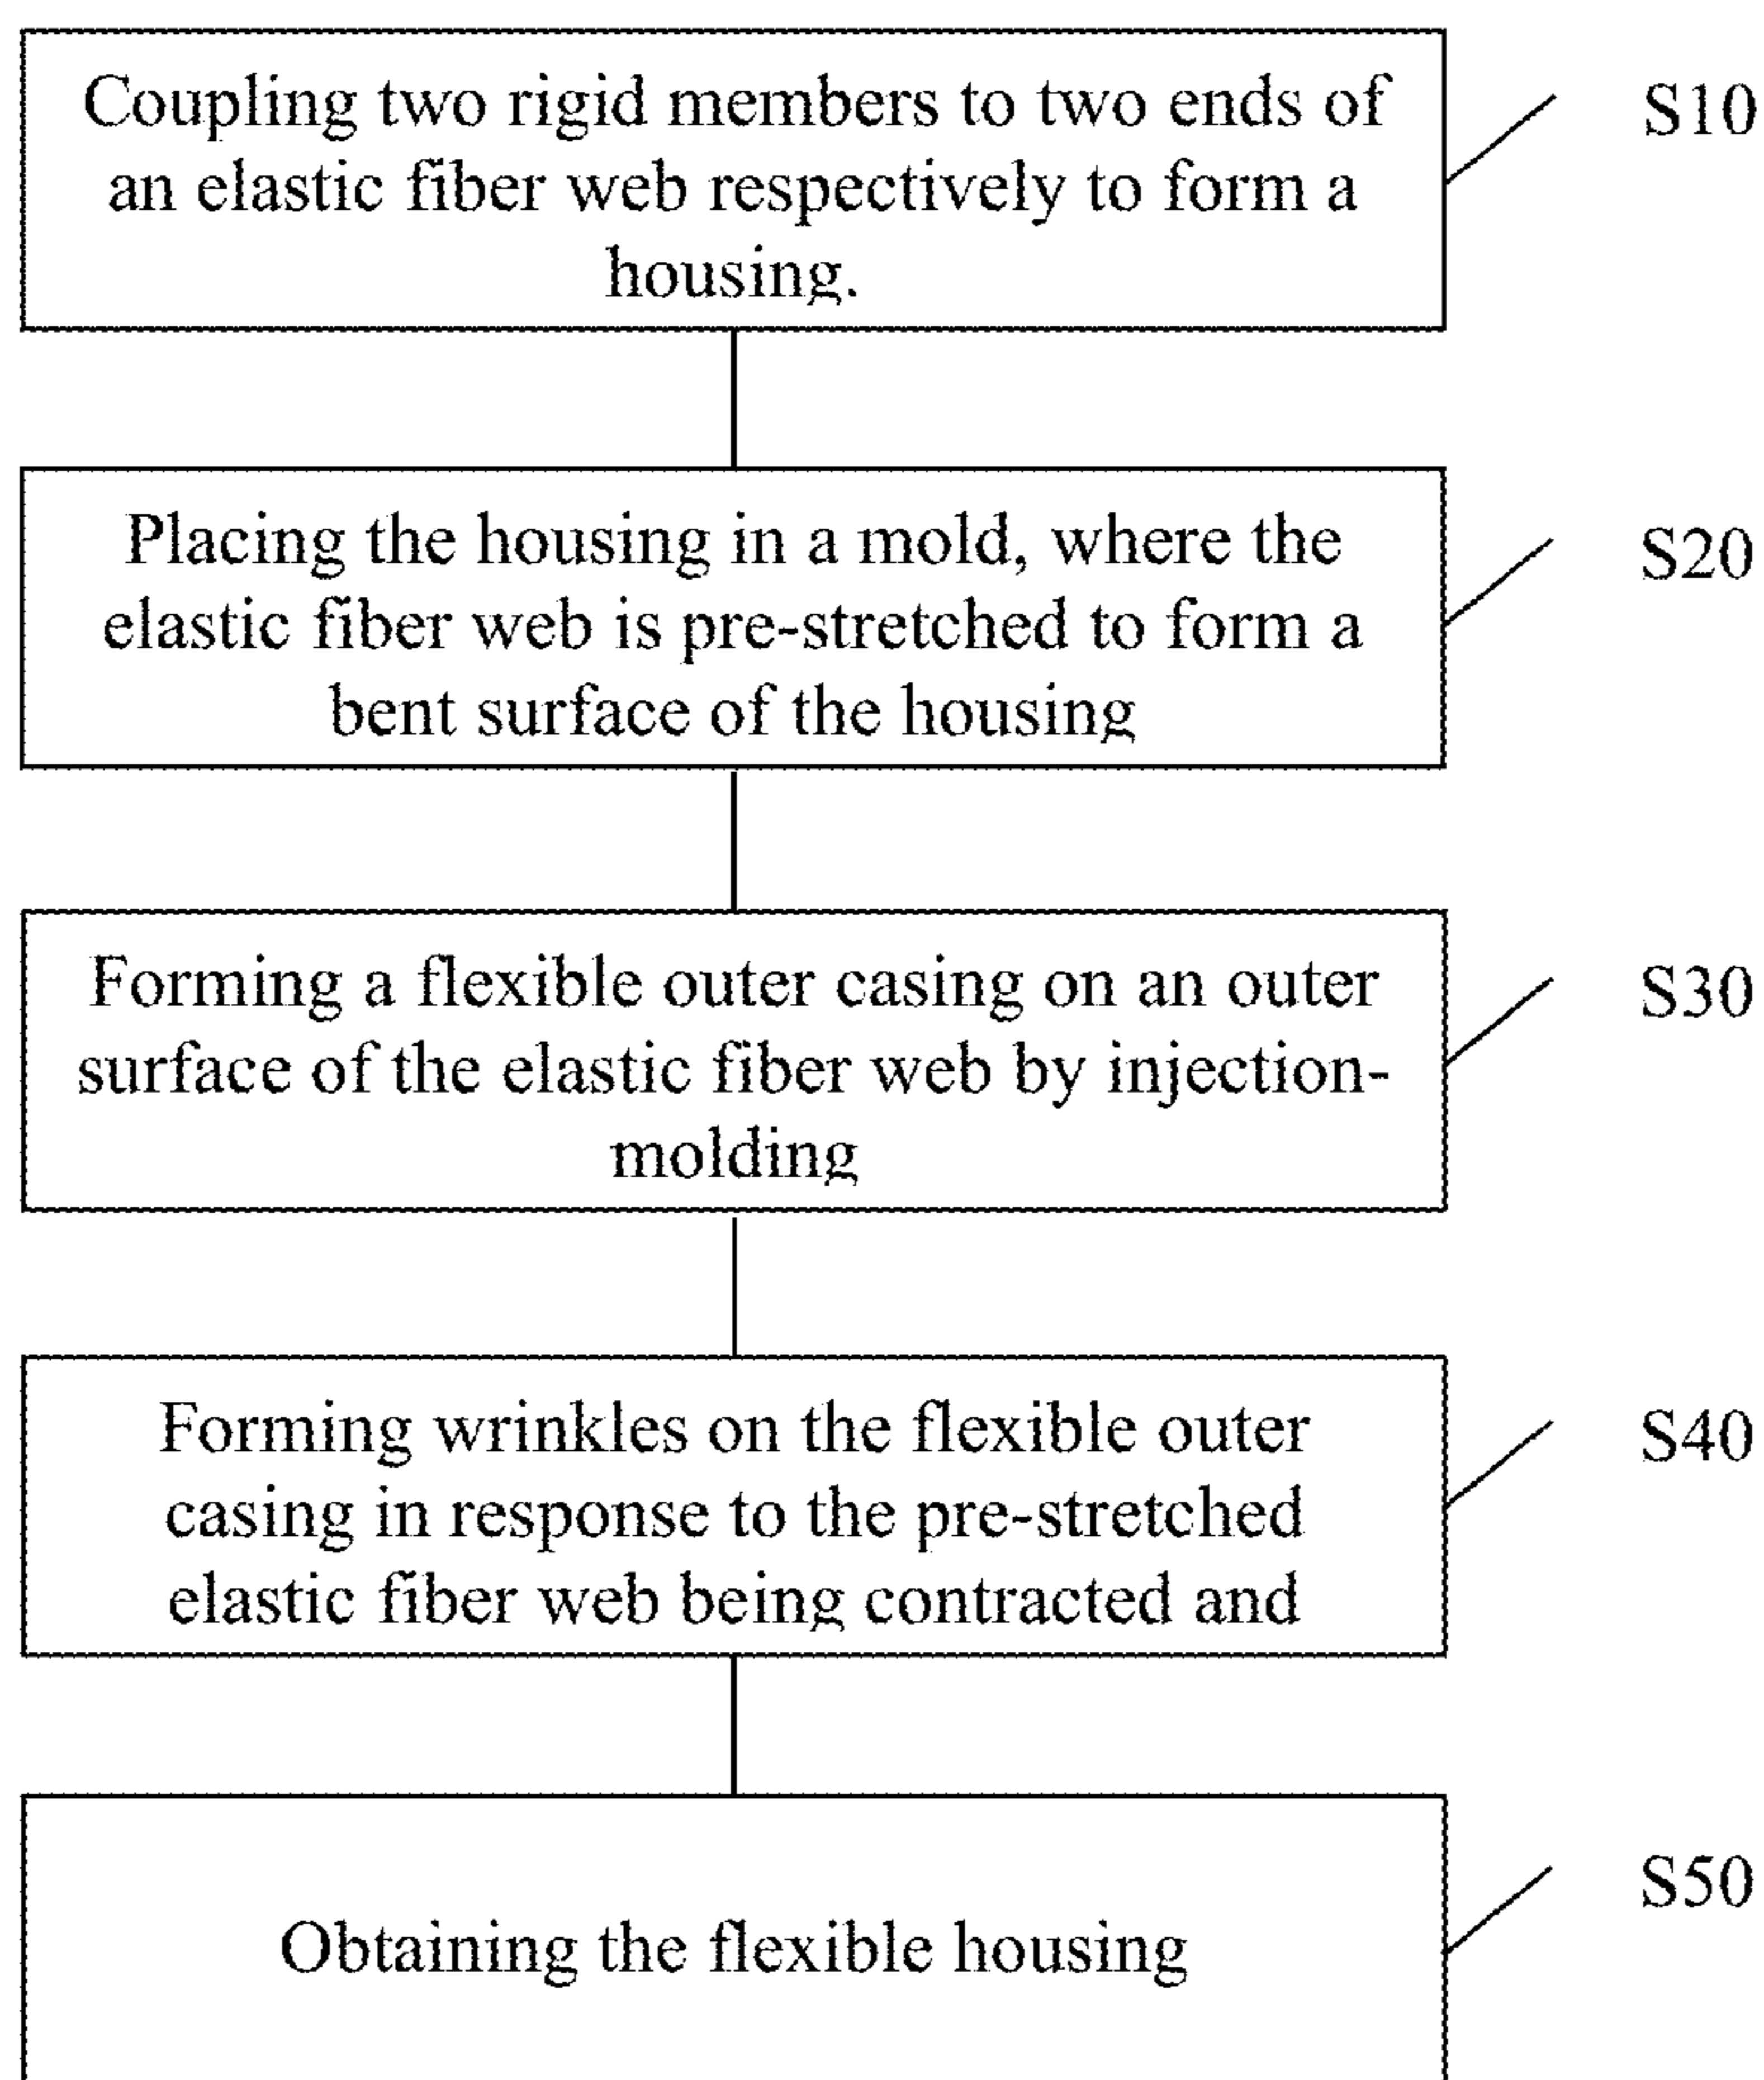 Coupling two rigid members to two ends of
an elastic fiber web respectively to form a
housing.
S10
Placing the housing in a mold, where the
elastic fiber web is pre-stretched to form a
bent surface of the housing
S20
Forming a flexible outer casing on an outer
surface of the elastic fiber web by injection-
molding
S30
Forming wrinkles on the flexible outer
casing in response to the pre-stretched
elastic fiber web being contracted and
S40
Obtaining the flexible housing
S50